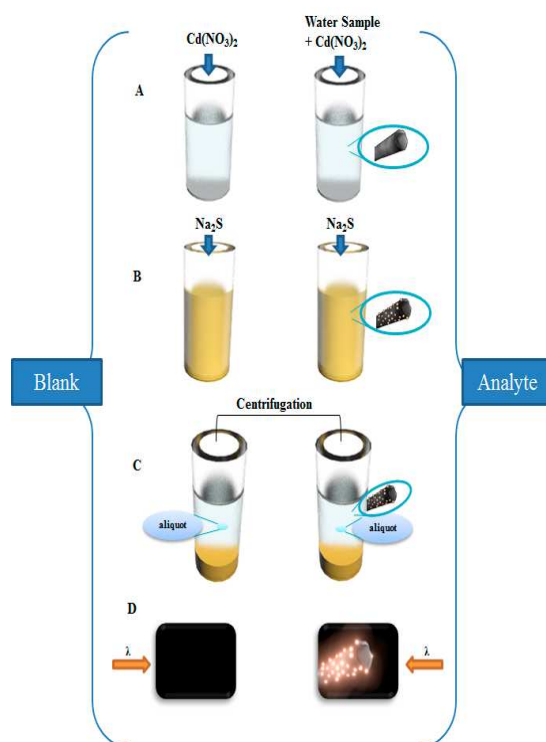 Cd(NO₃)₂
Water Sample
+ Cd(NO₃)₂
A
Na₂S
Na₂S
B
Blank
Analyte
Centrifugation
C
aliquot
aliquot
D
λ
λ